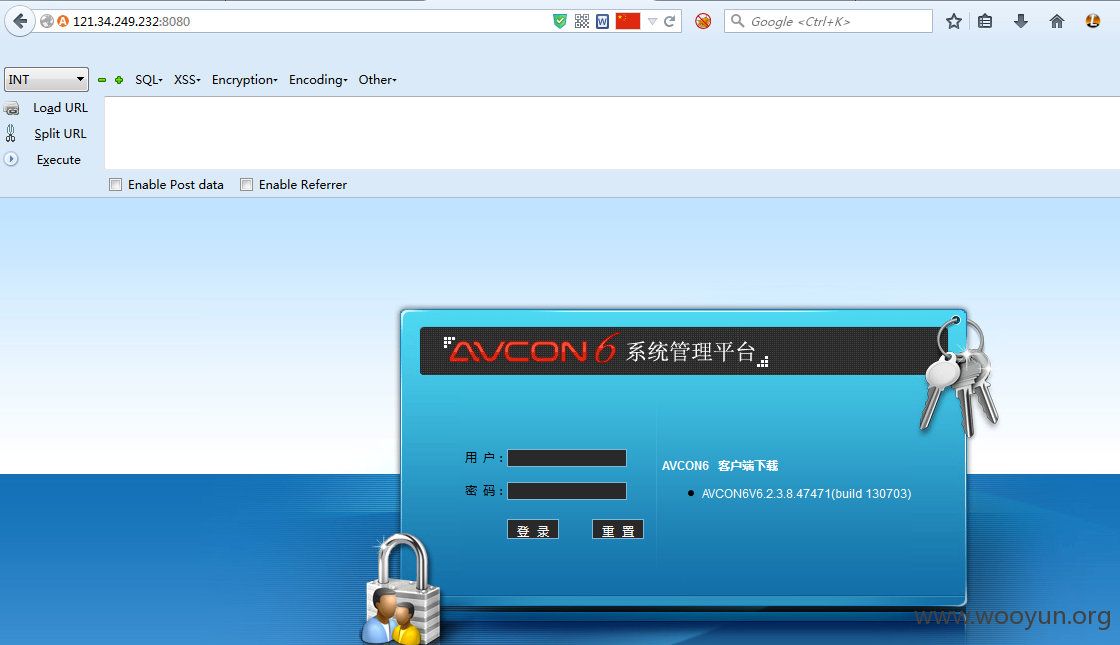 121.34.249.232:8080
Google <Ctrl+K>
INT SQL XSS Encryption Encoding Other
Load URL
Split URL
Execute
Enable Post data Enable Referrer
AVCON 6 系统管理平台
用 户 :
密 码 :
登 录 重 置
AVCON6 客户端下载
AVCON6V6.2.3.8.47471(build 130703)
www.wooyun.org